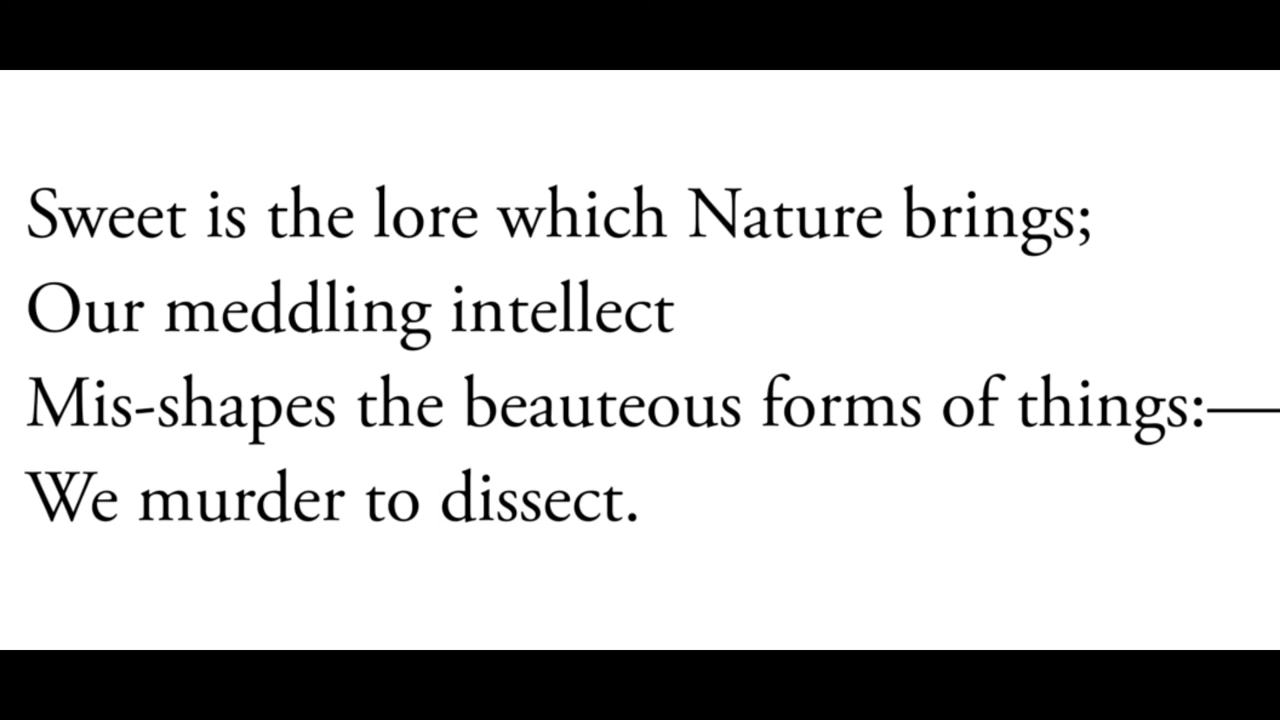 Sweet is the lore which Nature brings;
Our meddling intellect
Mis-shapes the beauteous forms of things:—
We murder to dissect.